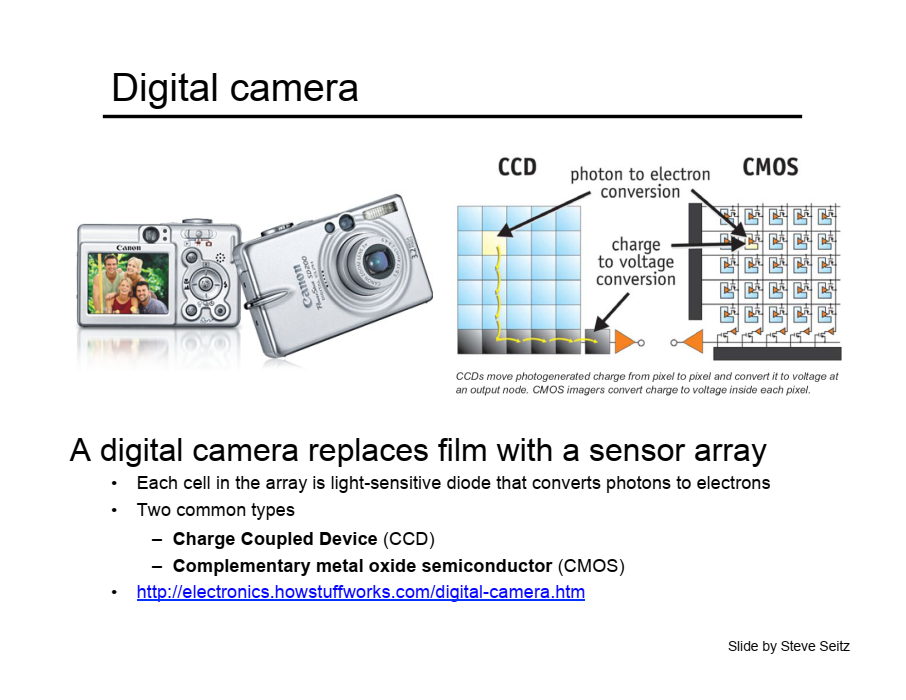 Digital camera
CCD
photon to electron
conversion
CMOS
charge
to voltage
conversion
Canon
Canon
CCDs move photogenerated charge from pixel to pixel and convert it to voltage at
an output node. CMOS imagers convert charge to voltage inside each pixel.
A digital camera replaces film with a sensor array
• Each cell in the array is light-sensitive diode that converts photons to electrons
• Two common types
– Charge Coupled Device (CCD)
– Complementary metal oxide semiconductor (CMOS)
• http://electronics.howstuffworks.com/digital-camera.htm
Slide by Steve Seitz